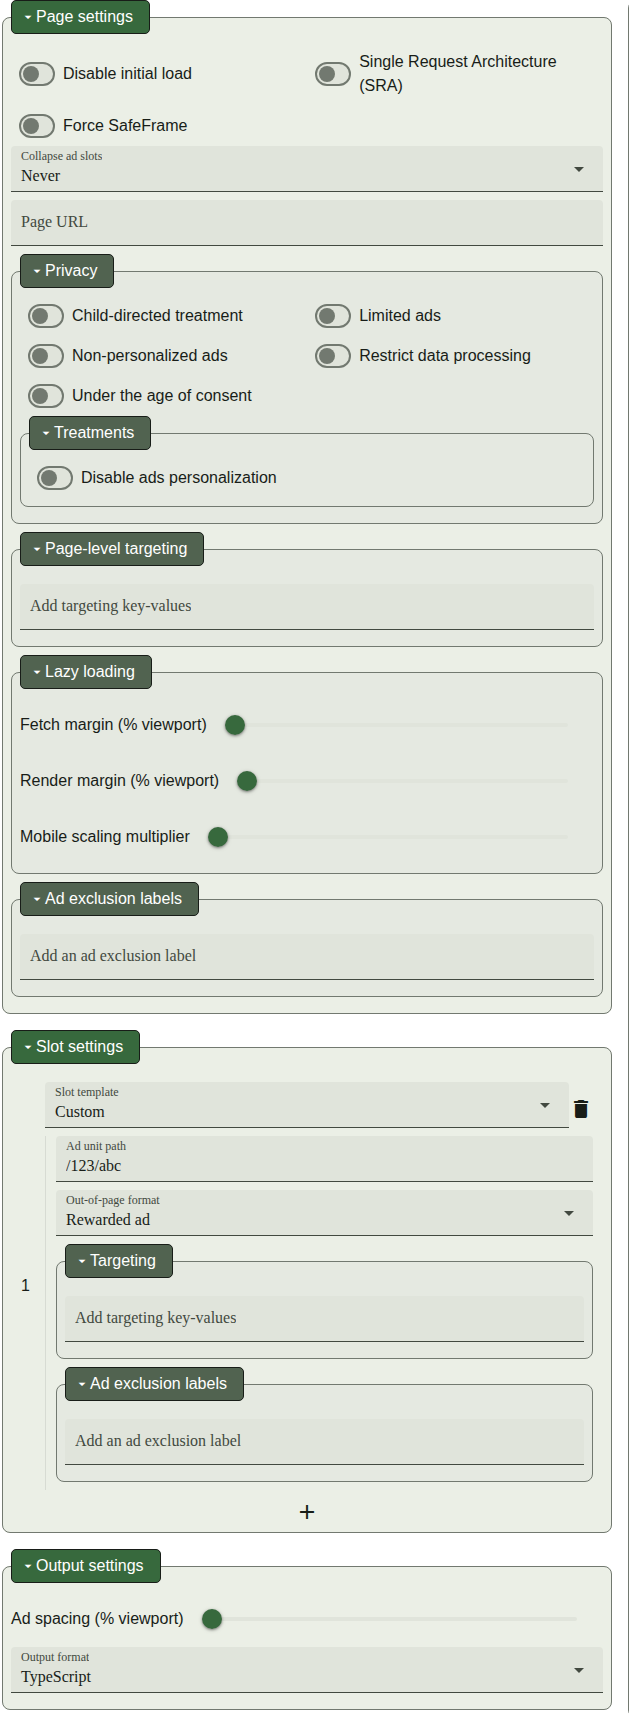 Page settings
Disable initial load
Single Request Architecture
(SRA)
Force SafeFrame
Collapse ad slots
Never
Page URL
Privacy
Child-directed treatment
Limited ads
Non-personalized ads
Restrict data processing
Under the age of consent
Treatments
Disable ads personalization
Page-level targeting
Add targeting key-values
Lazy loading
Fetch margin (% viewport)
Render margin (% viewport)
Mobile scaling multiplier
Ad exclusion labels
Add an ad exclusion label
Slot settings
Slot template
Custom
Ad unit path
/123/abc
Out-of-page format
Rewarded ad
1
Targeting
Add targeting key-values
Ad exclusion labels
Add an ad exclusion label
+
Output settings
Ad spacing (% viewport)
Output format
TypeScript